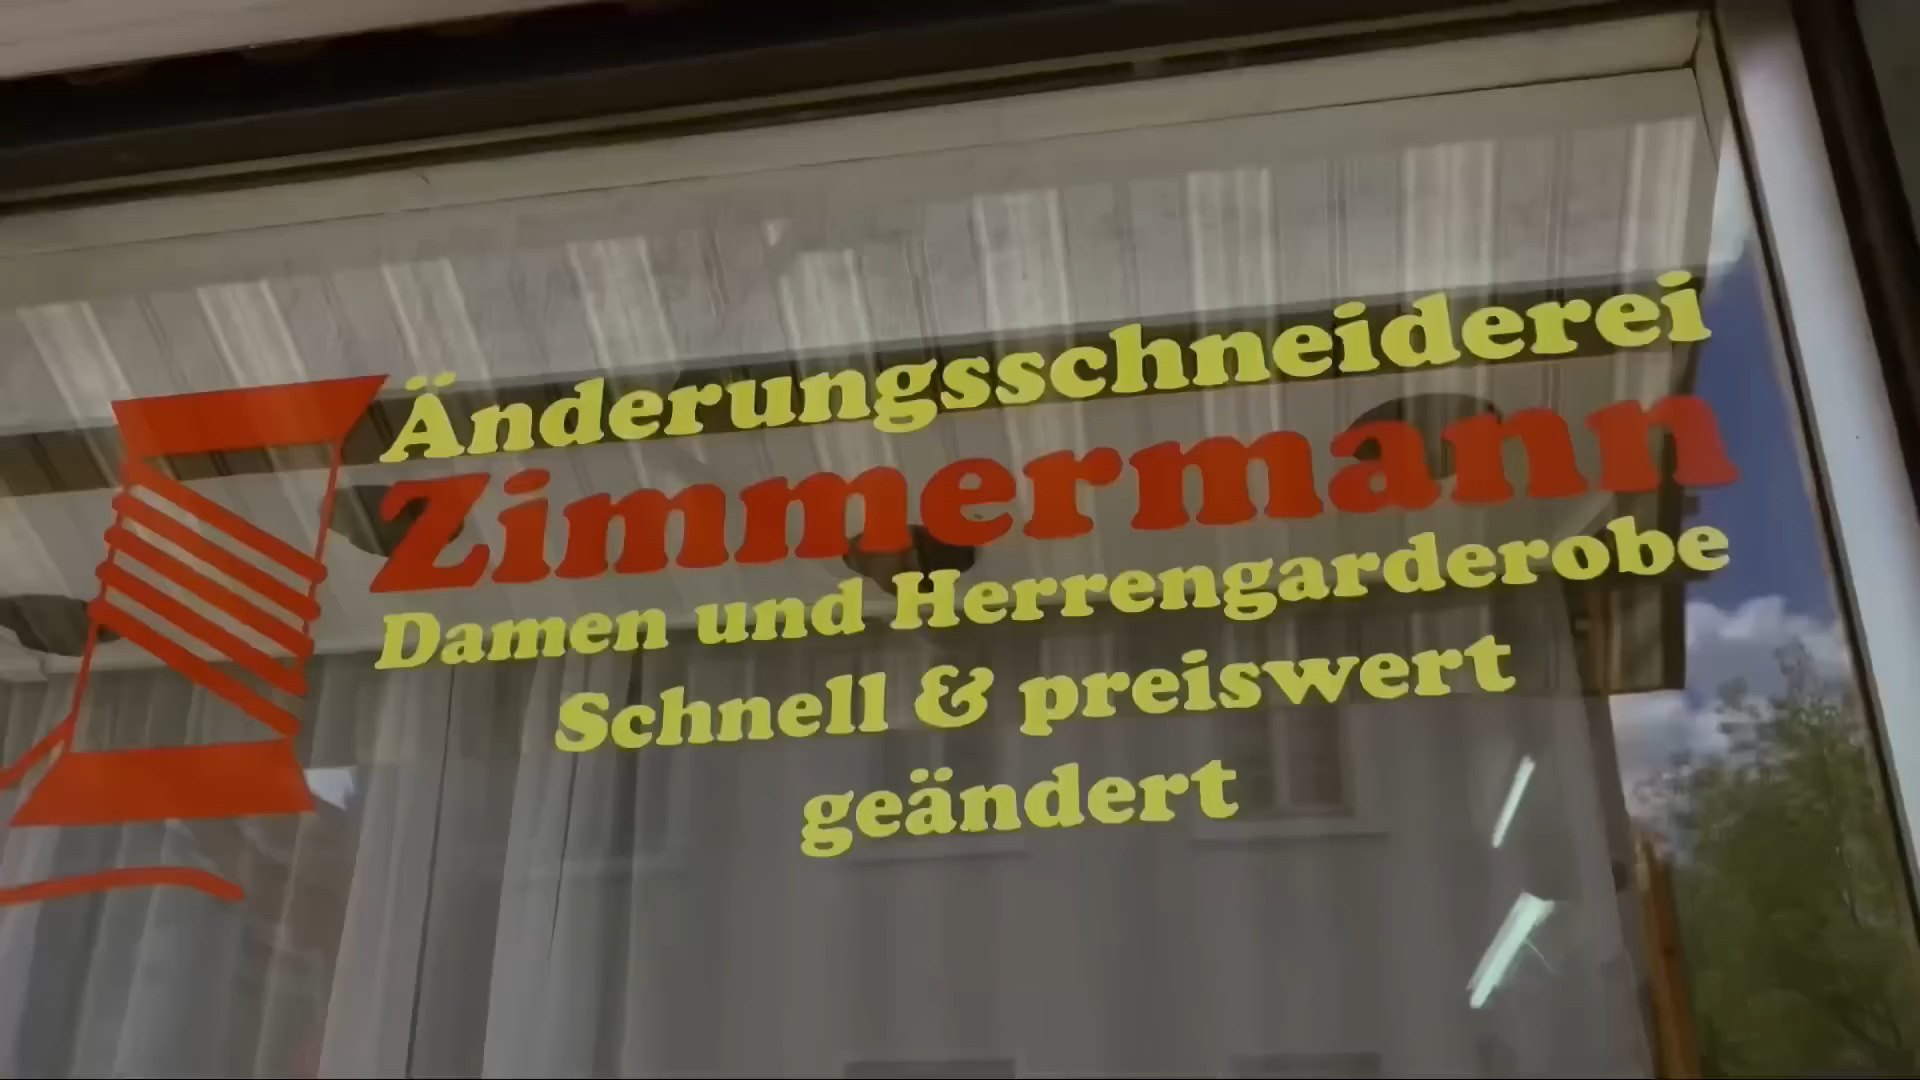 Änderungsschneiderei
Zimmermann
Damen und Herrengarderobe
Schnell & preiswert
geändert